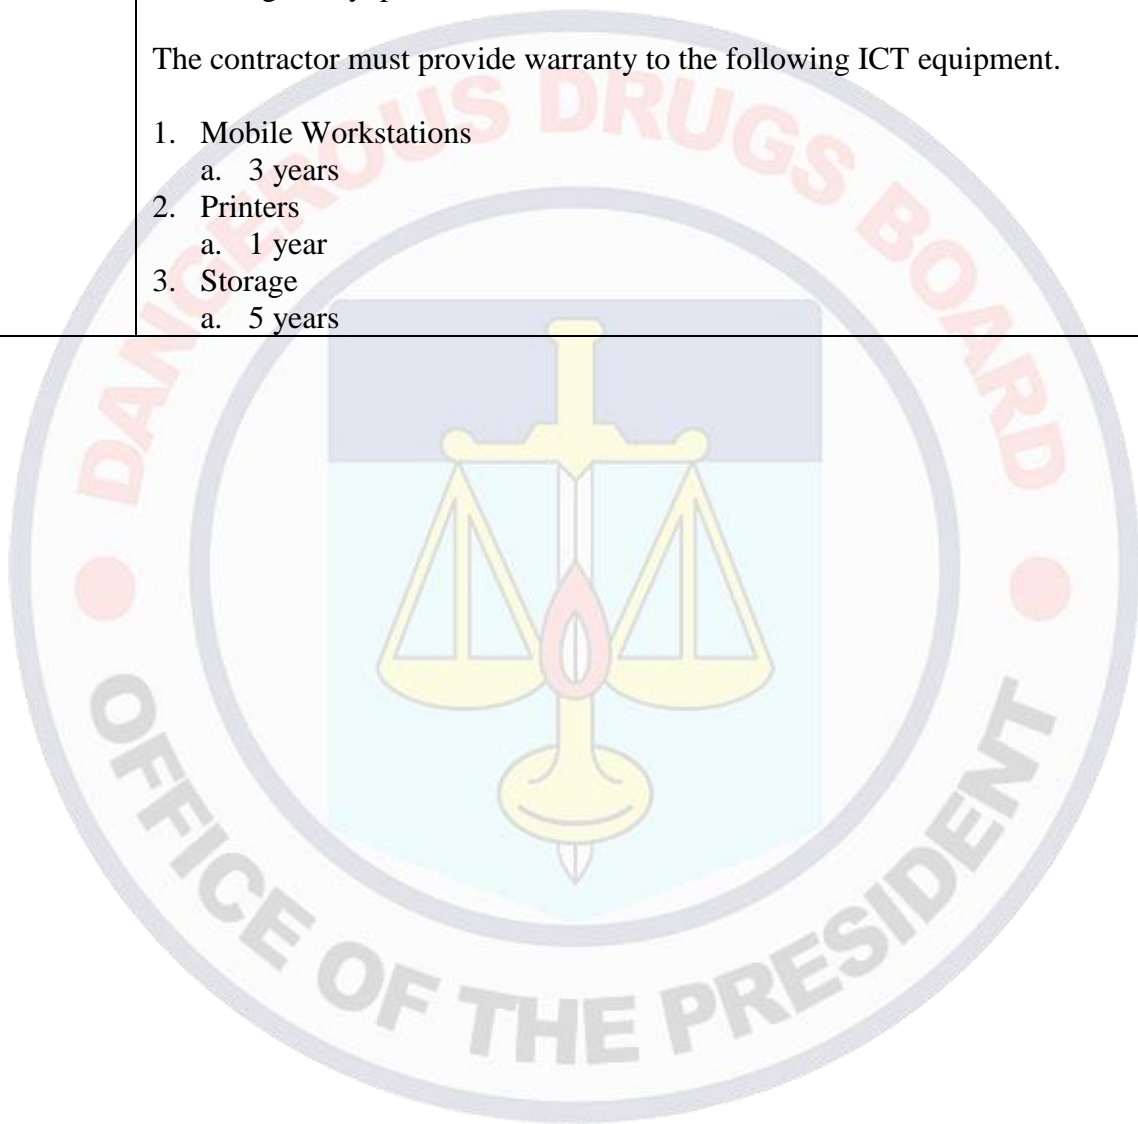 The contractor must provide warranty to the following ICT equipment.
1. Mobile Workstations
a. 3 years
2. Printers
a. 1 year
3. Storage
a. 5 years
DANGEROUS DRUGS BOARD
OFFICE OF THE PRESIDENT